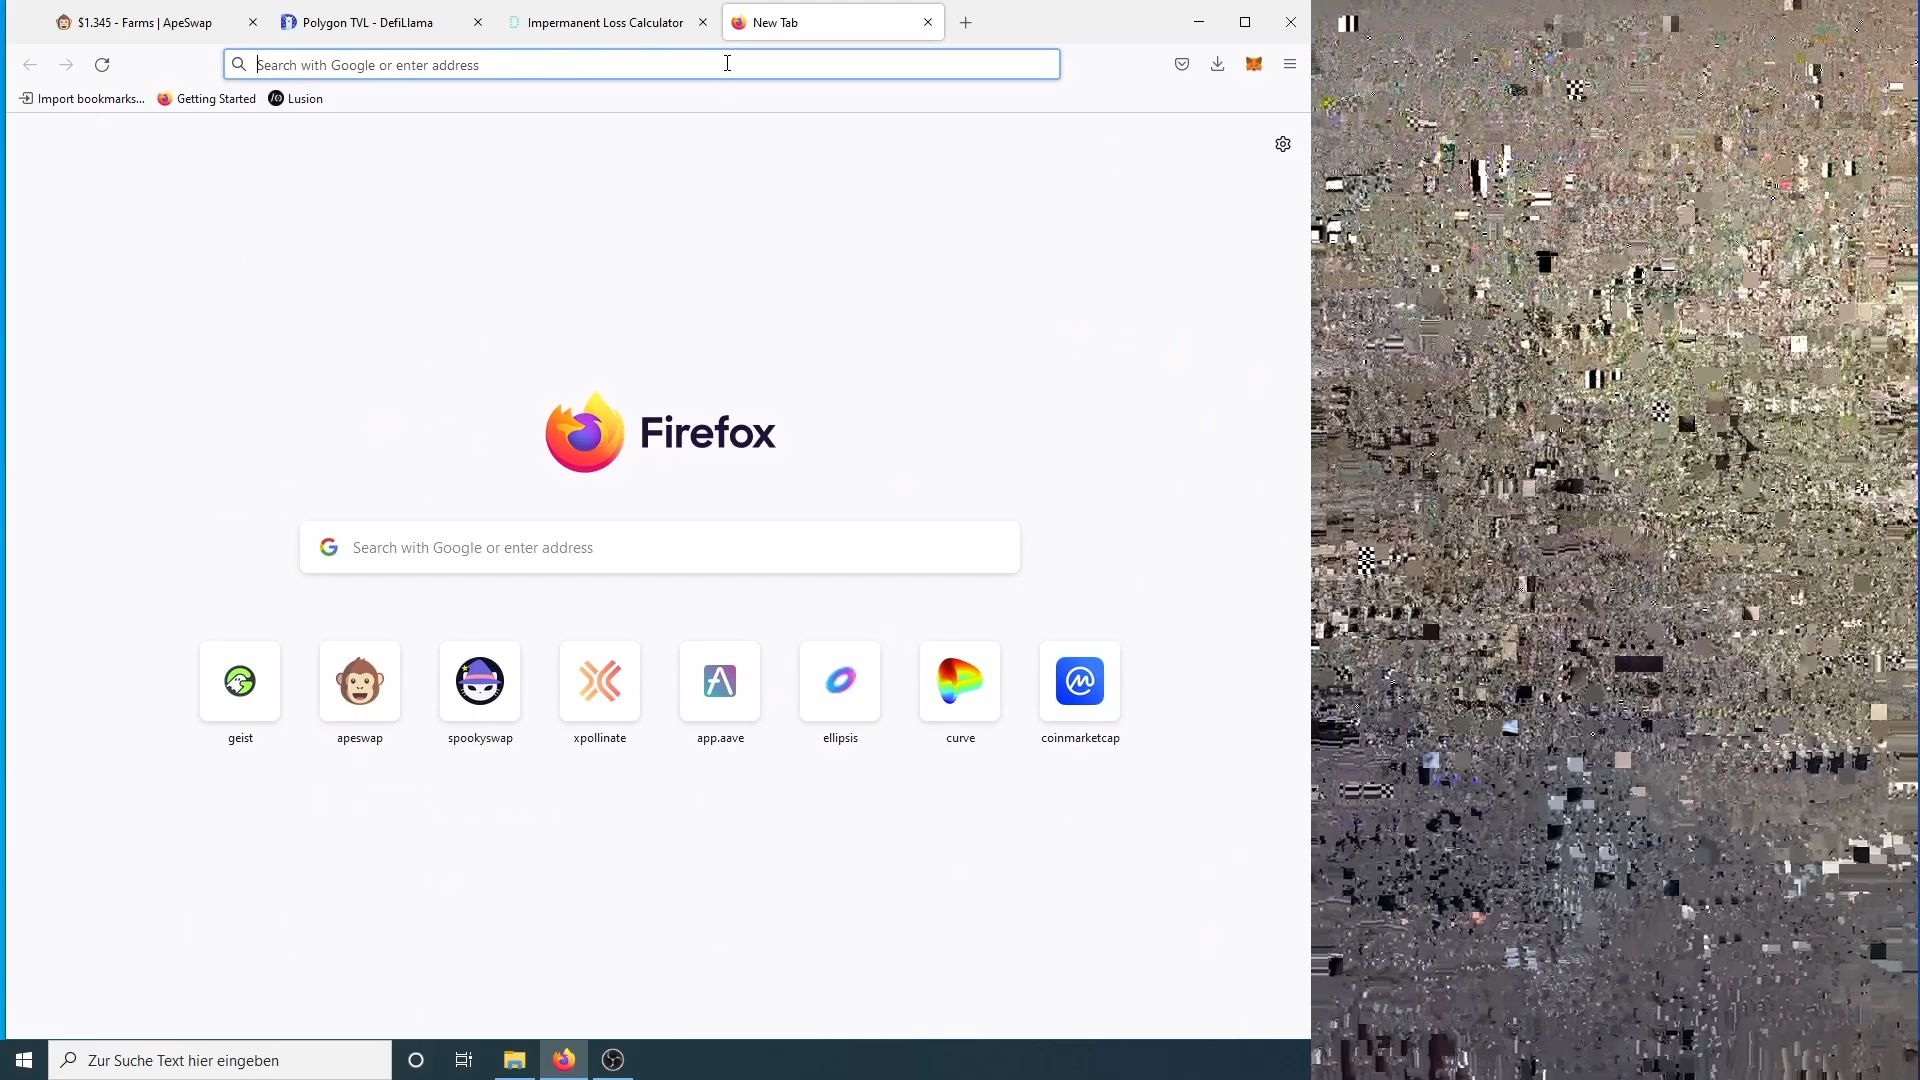 $1.345 - Farms | ApeSwap
Polygon TVL - DefiLlama
Impermanent Loss Calculator
New Tab
Search with Google or enter address
Import bookmarks...
Getting Started
Lusion
Firefox
Search with Google or enter address
geist
apeswap
spookyswap
xpollinate
app.aave
ellipsis
curve
coinmarketcap
Zur Suche Text hier eingeben